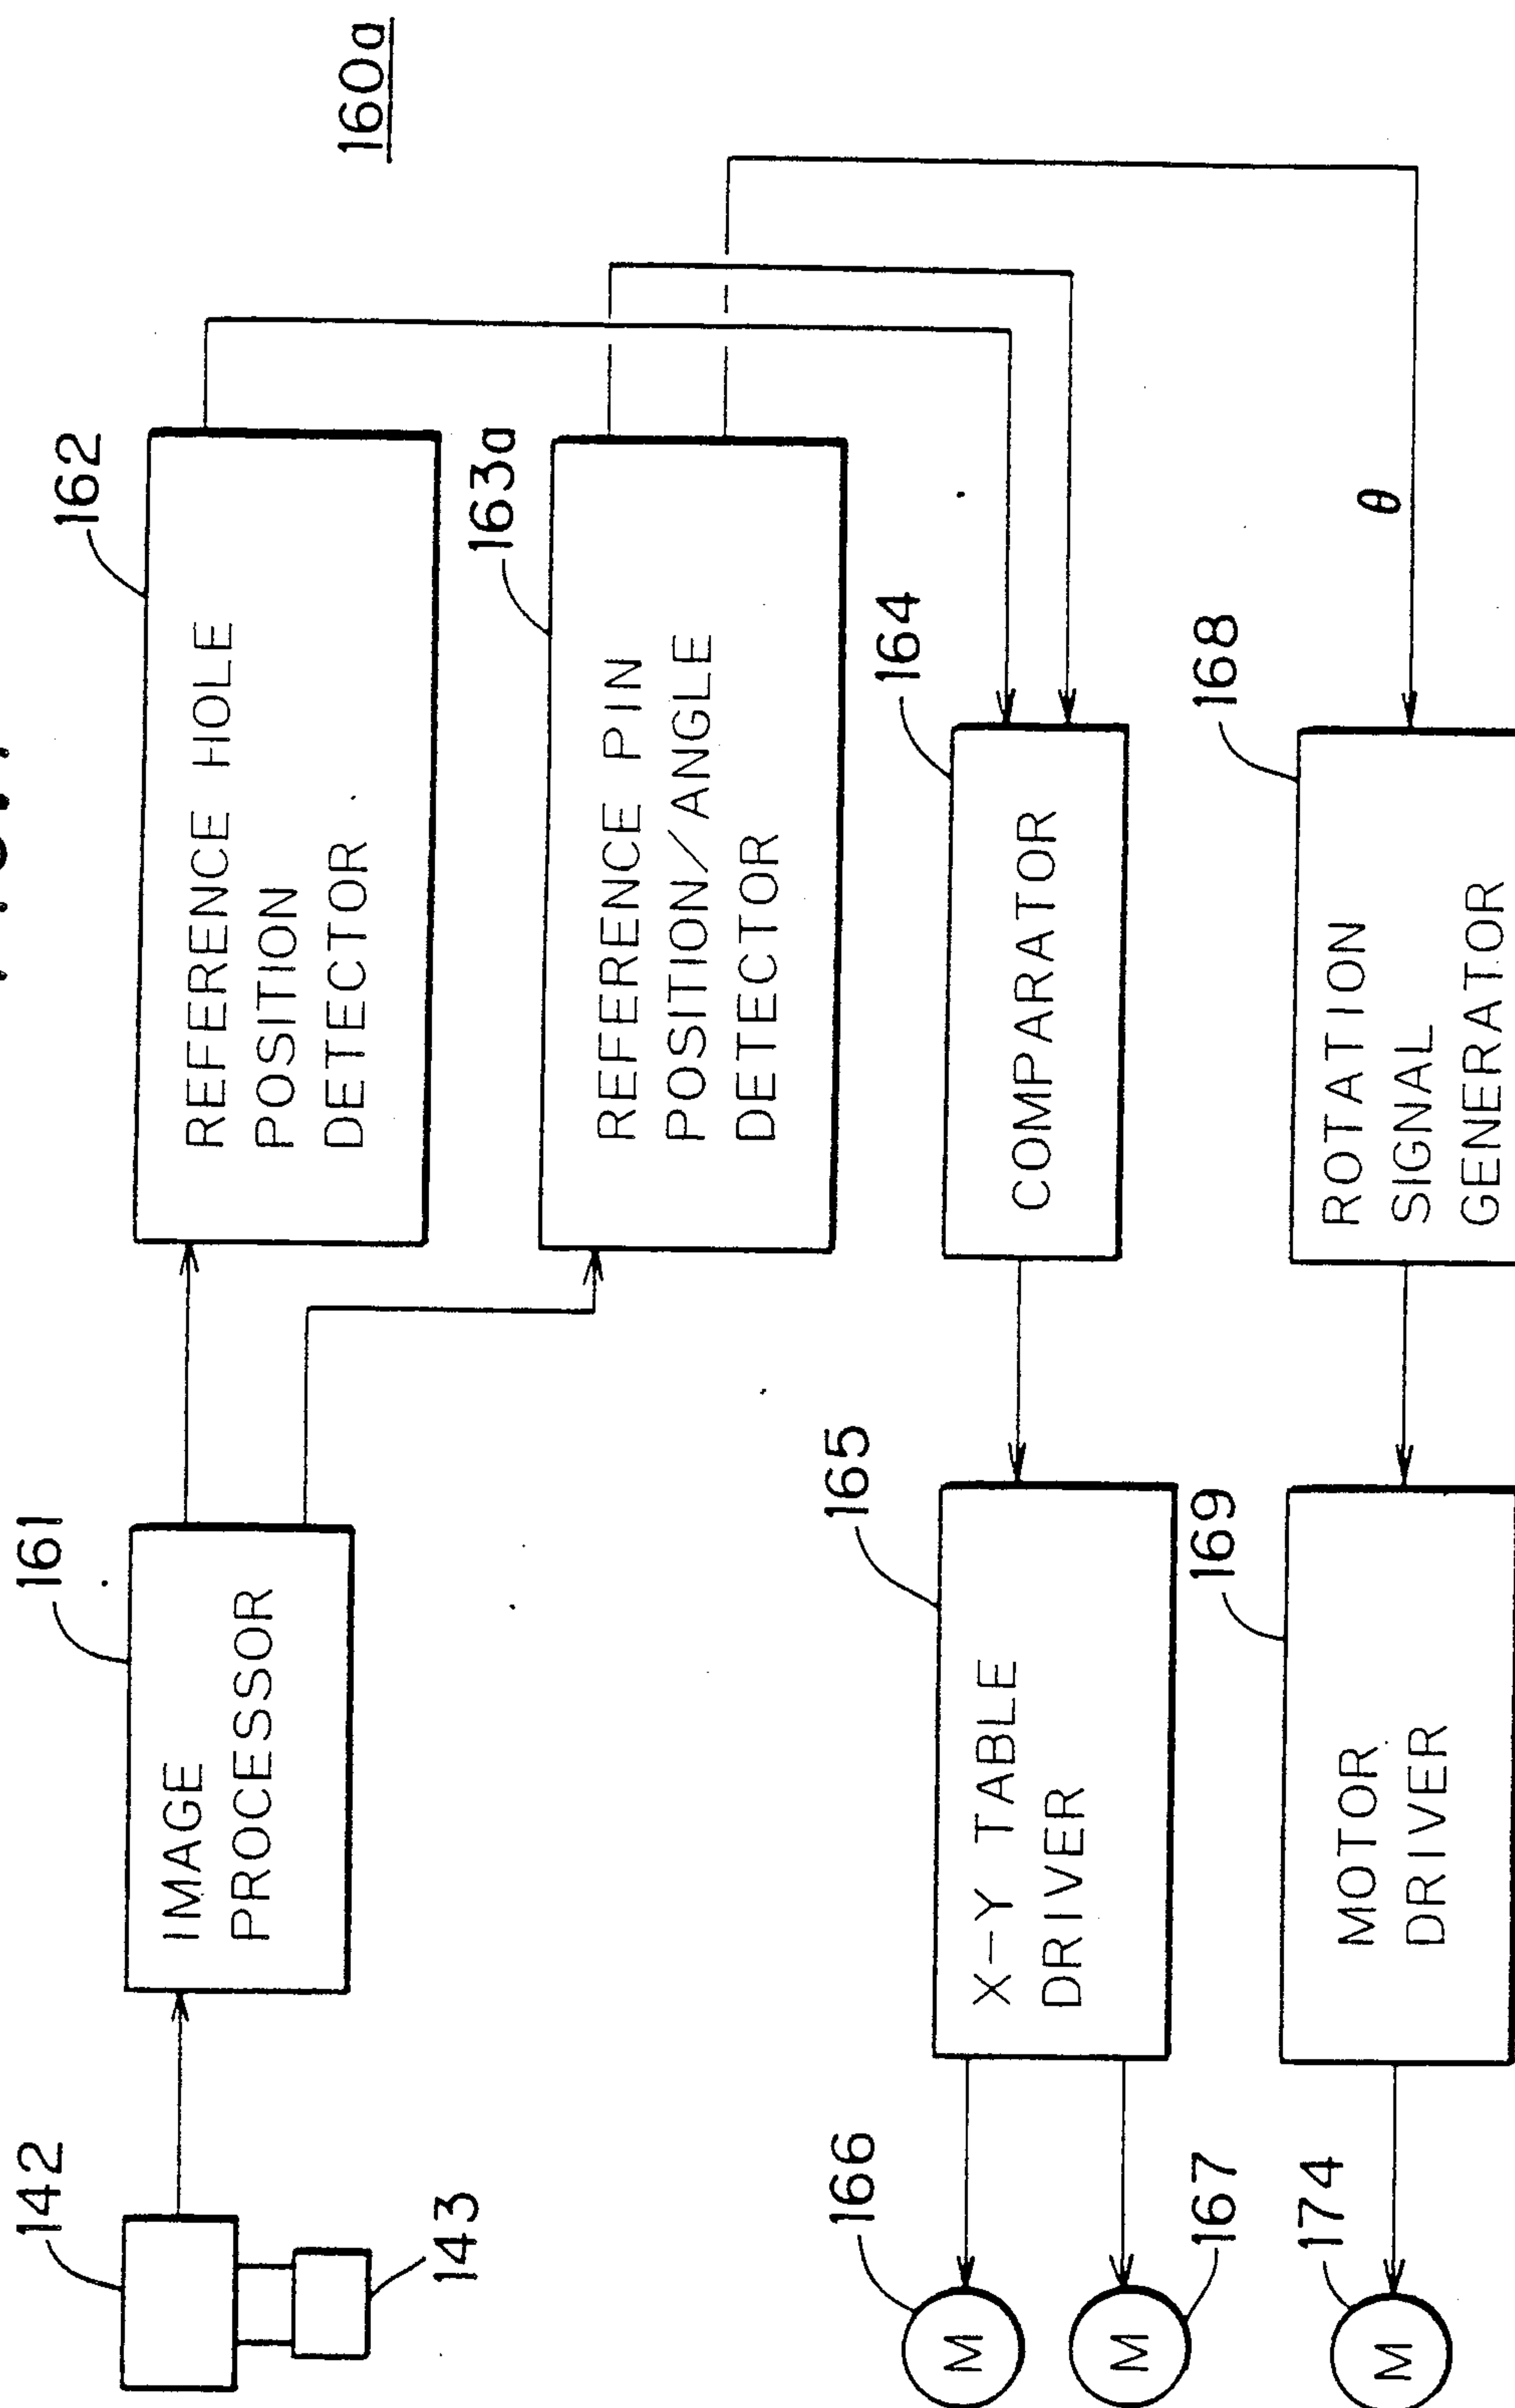 160a
142
143
161
IMAGE
PROCESSOR
162
REFERENCE HOLE
POSITION
DETECTOR
163a
REFERENCE PIN
POSITION/ANGLE
DETECTOR
164
COMPARATOR
165
X-Y TABLE
DRIVER
166
M
167
M
168
ROTATION
SIGNAL
GENERATOR
θ
169
MOTOR
DRIVER
174
M